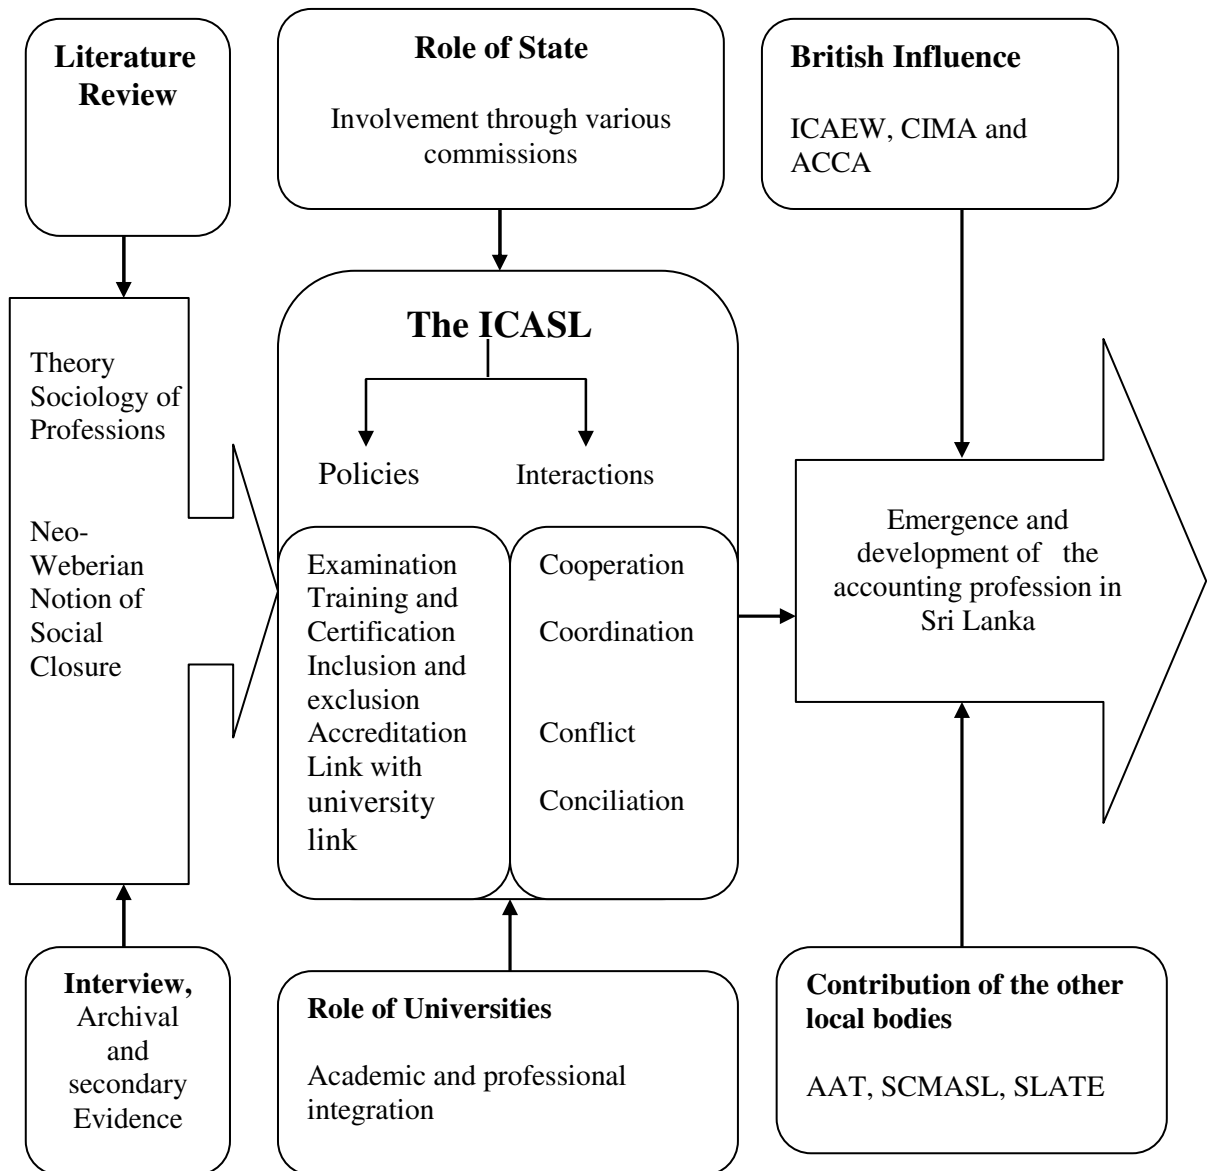 Literature
Review
Role of State
Involvement through various
commissions
British Influence
ICAEW, CIMA and
ACCA
Theory
Sociology of
Professions
Neo-
Weberian
Notion of
Social
Closure
The ICASL
Policies
Interactions
Examination
Training and
Certification
Inclusion and
exclusion
Accreditation
Link with
university
link
Cooperation
Coordination
Conflict
Conciliation
Emergence and
development of the
accounting profession in
Sri Lanka
Interview,
Archival
and
secondary
Evidence
Role of Universities
Academic and professional
integration
Contribution of the other
local bodies
AAT, SCMASL, SLATE